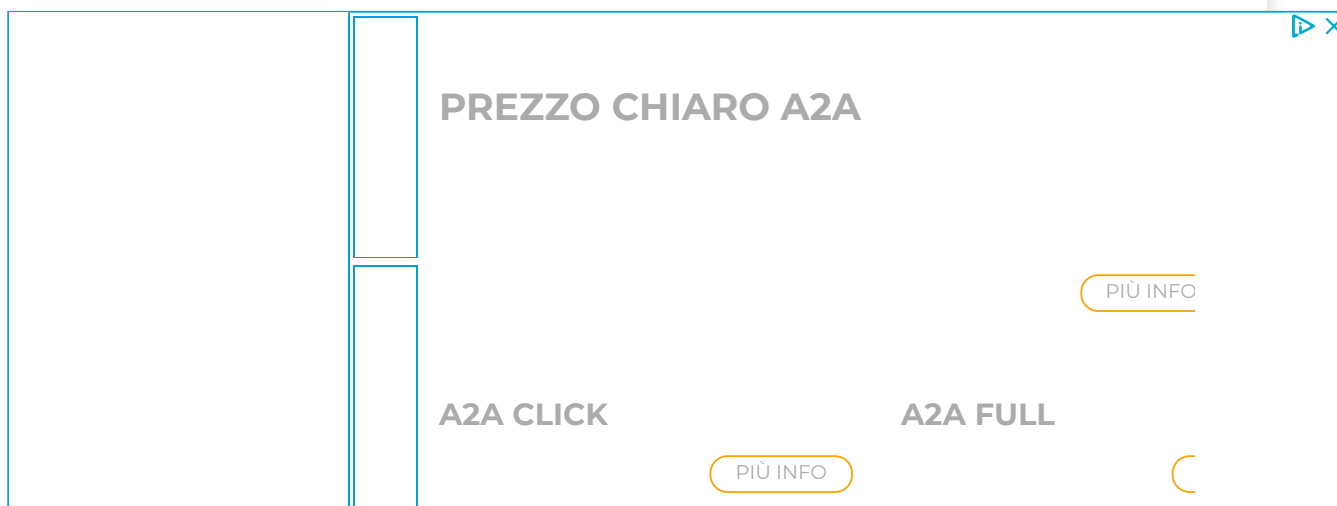 PREZZO CHIARO A2A
PIÙ INFO
A2A CLICK
A2A FULL
PIÙ INFO